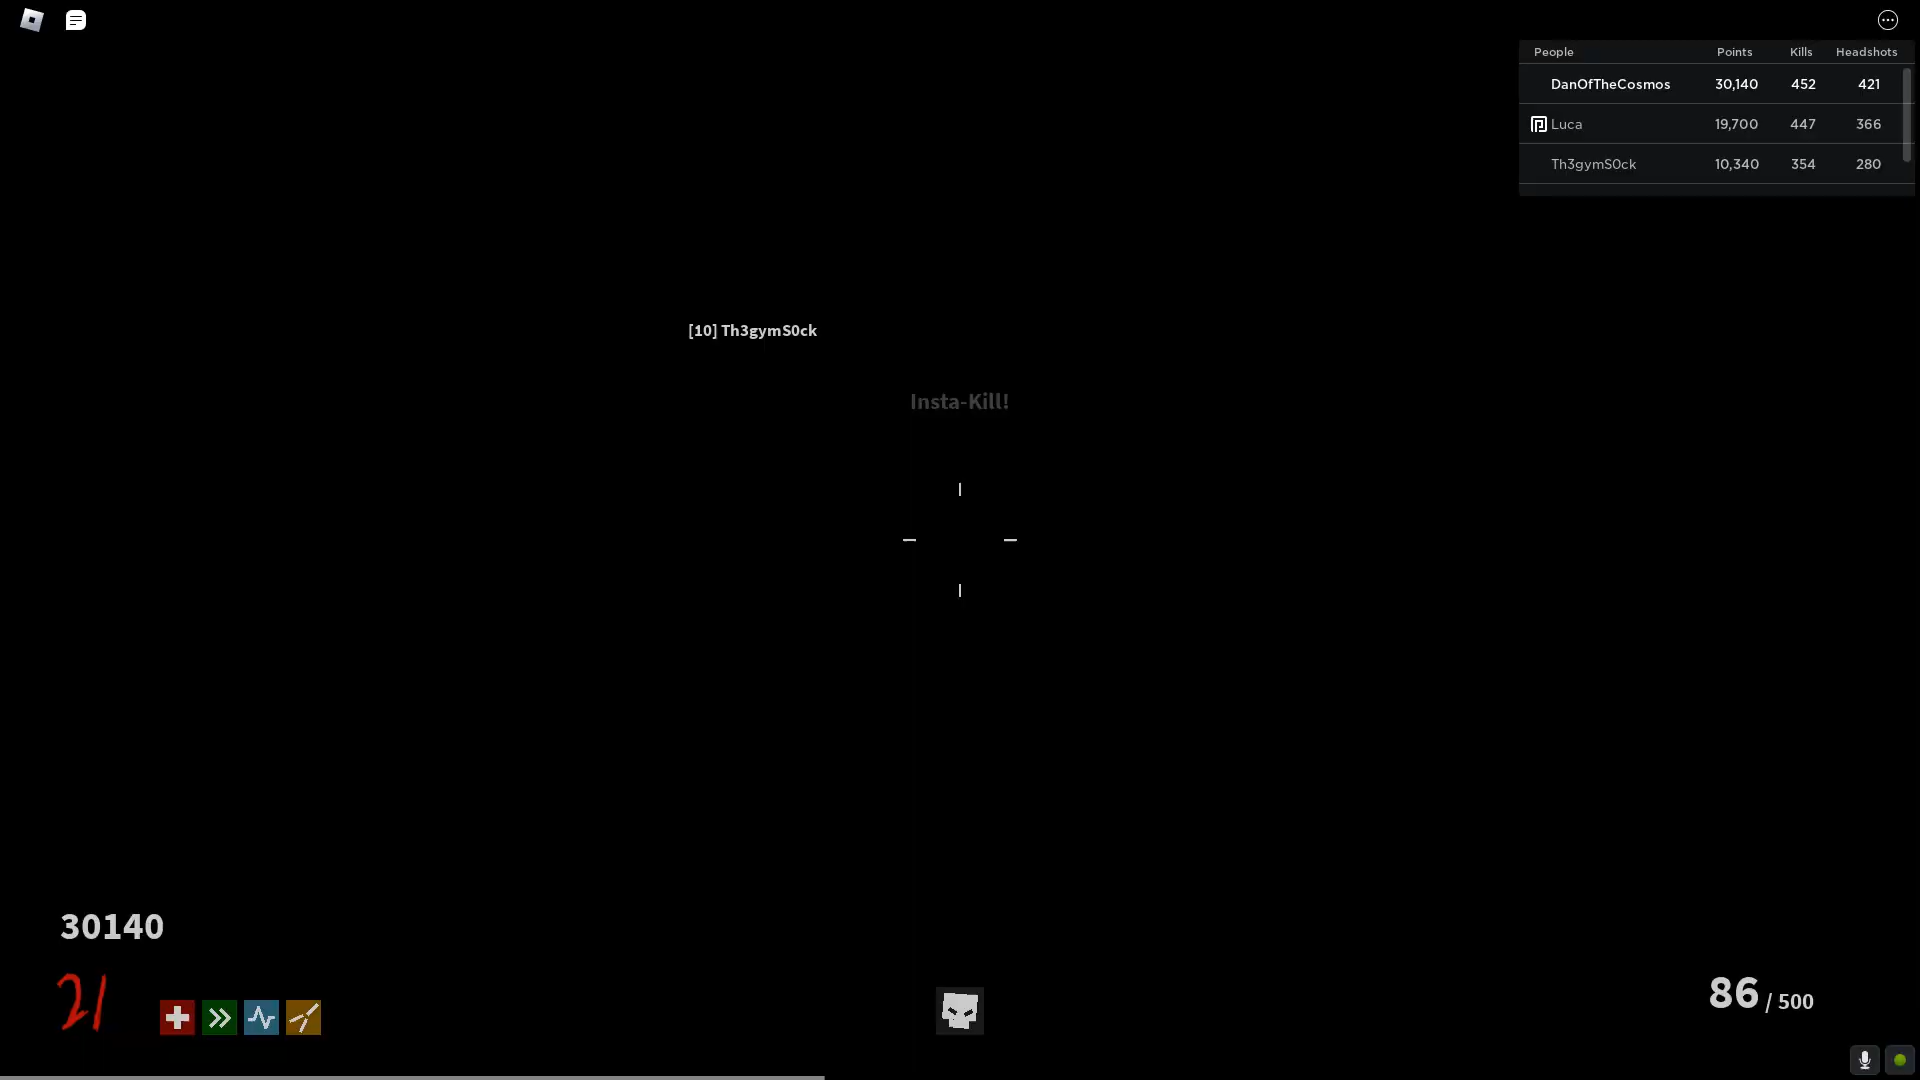 People Points Kills Headshots
DanOfTheCosmos 30,140 452 421
Luca 19,700 447 366
Th3gymS0ck 10,340 354 280
[10] Th3gymS0ck
Insta-Kill!
30140
21
86 / 500